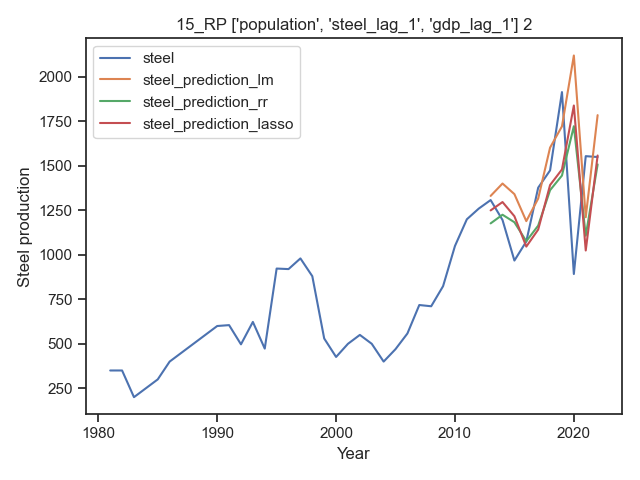 15_RP ['population', 'steel_lag_1', 'gdp_lag_1'] 2
steel
steel_prediction_lm
steel_prediction_rr
steel_prediction_lasso
Steel production
2000
1750
1500
1250
1000
750
500
250
1980
1990
2000
2010
2020
Year